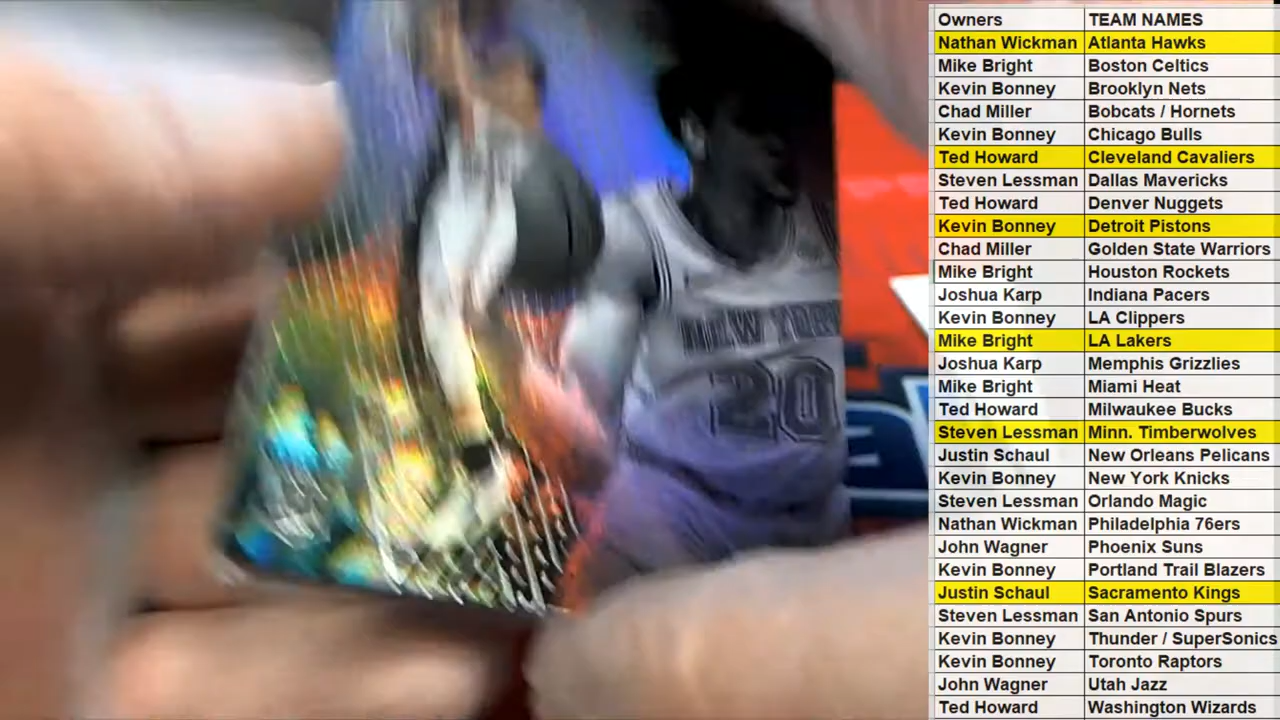 Owners TEAM NAMES
Nathan Wickman Atlanta Hawks
Mike Bright Boston Celtics
Kevin Bonney Brooklyn Nets
Chad Miller Bobcats / Hornets
Kevin Bonney Chicago Bulls
Ted Howard Cleveland Cavaliers
Steven Lessman Dallas Mavericks
Ted Howard Denver Nuggets
Kevin Bonney Detroit Pistons
Chad Miller Golden State Warriors
Mike Bright Houston Rockets
Joshua Karp Indiana Pacers
Kevin Bonney LA Clippers
Mike Bright LA Lakers
Joshua Karp Memphis Grizzlies
Mike Bright Miami Heat
Ted Howard Milwaukee Bucks
Steven Lessman Minn. Timberwolves
Justin Schaul New Orleans Pelicans
Kevin Bonney New York Knicks
Steven Lessman Orlando Magic
Nathan Wickman Philadelphia 76ers
John Wagner Phoenix Suns
Kevin Bonney Portland Trail Blazers
Justin Schaul Sacramento Kings
Steven Lessman San Antonio Spurs
Kevin Bonney Thunder / SuperSonics
Kevin Bonney Toronto Raptors
John Wagner Utah Jazz
Ted Howard Washington Wizards
NEW YORK
20